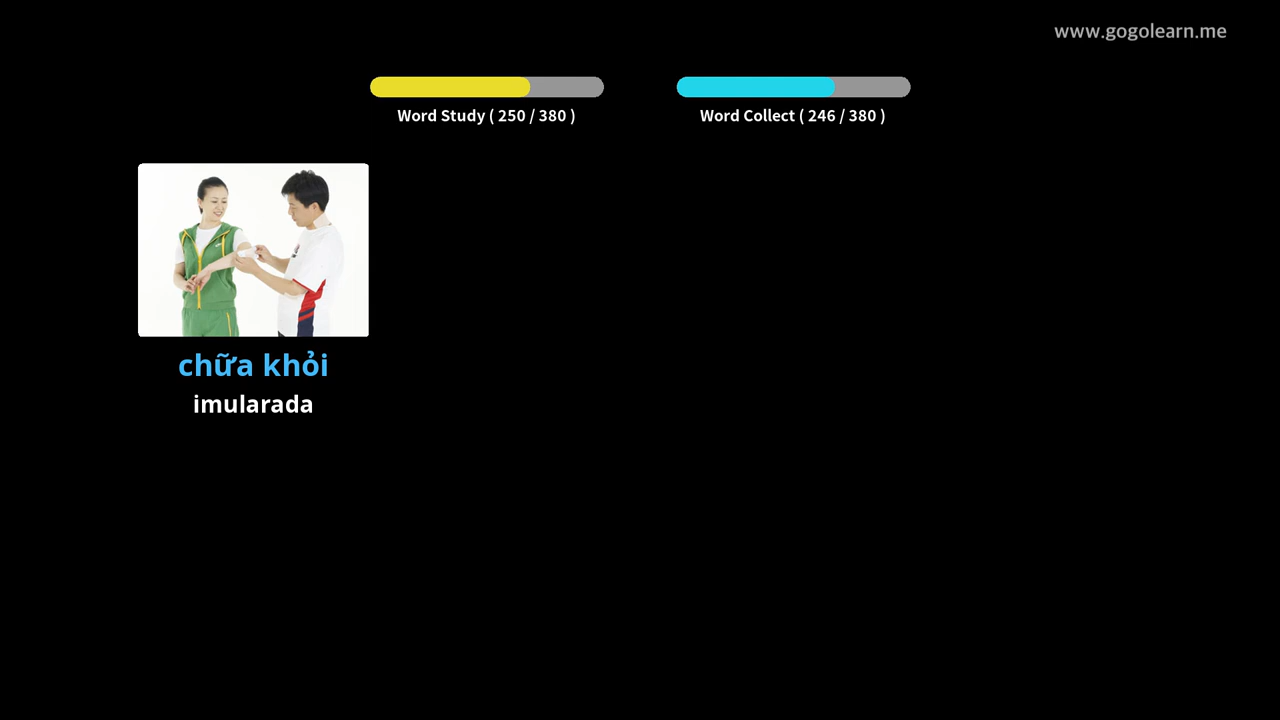 www.gogolearn.me
Word Study ( 250 / 380 )
Word Collect ( 246 / 380 )
chữa khỏi
imularada